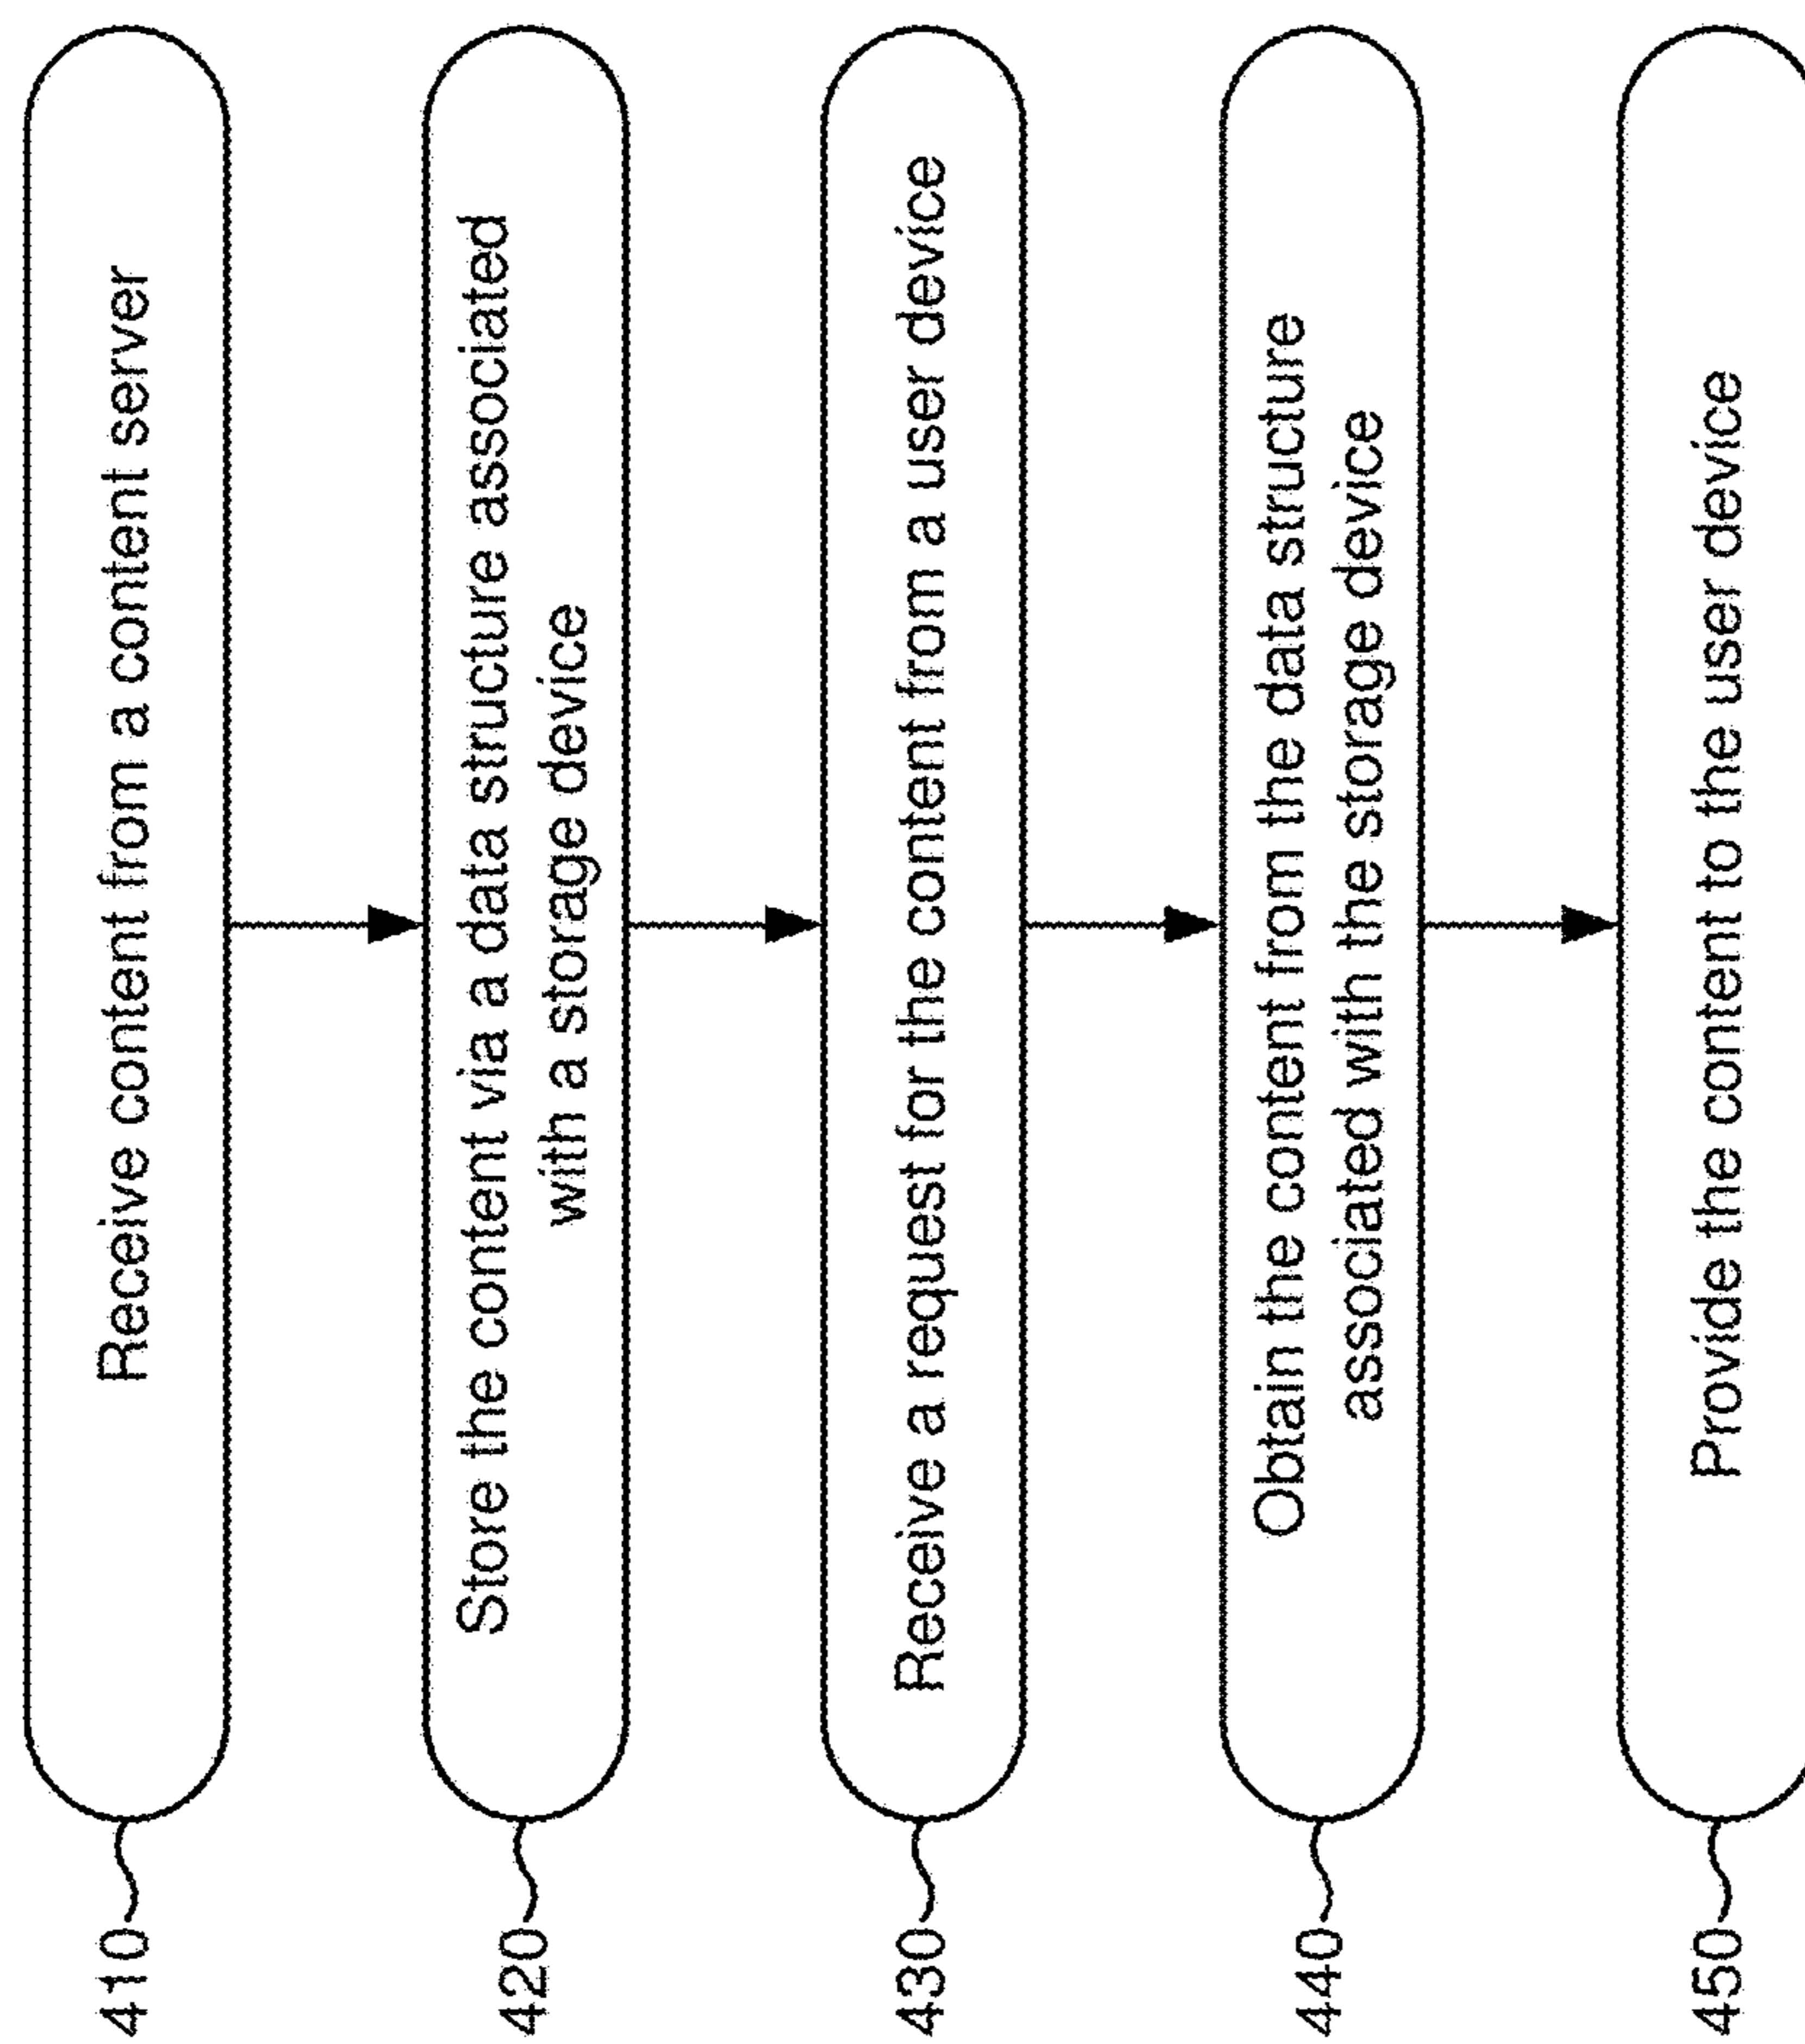 410
Receive content from a content server
420
Store the content via a data structure associated
with a storage device
430
Receive a request for the content from a user device
440
Obtain the content from the data structure
associated with the storage device
450
Provide the content to the user device